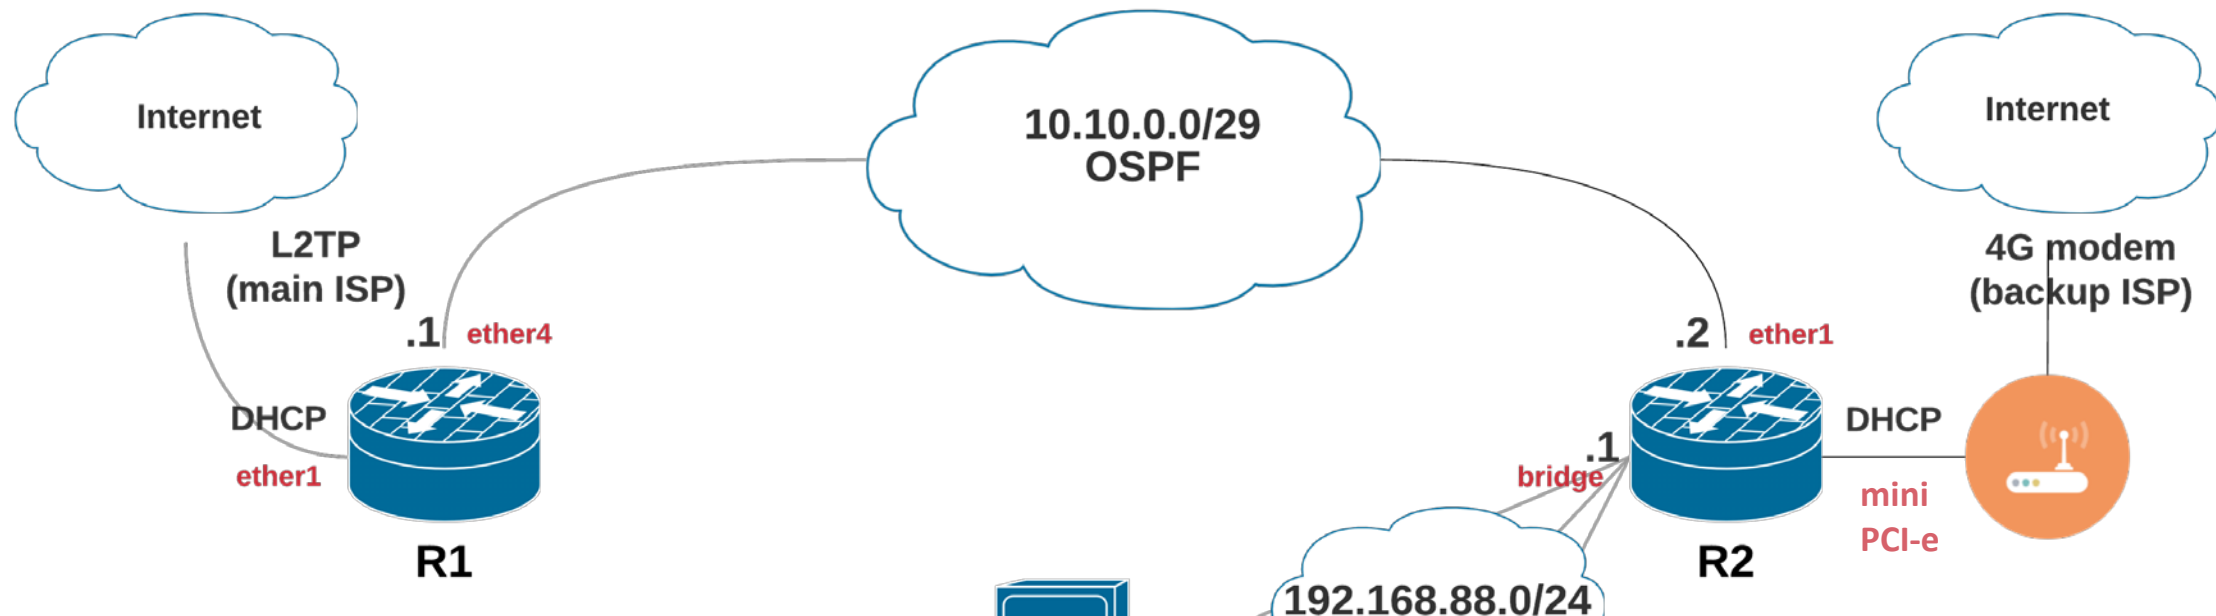 Internet
10.10.0.0/29
OSPF
Internet
L2TP
(main ISP)
4G modem
(backup ISP)
.1
ether4
.2
ether1
DHCP
ether1
DHCP
.1
bridge
mini
PCI-e
R1
R2
192.168.88.0/24